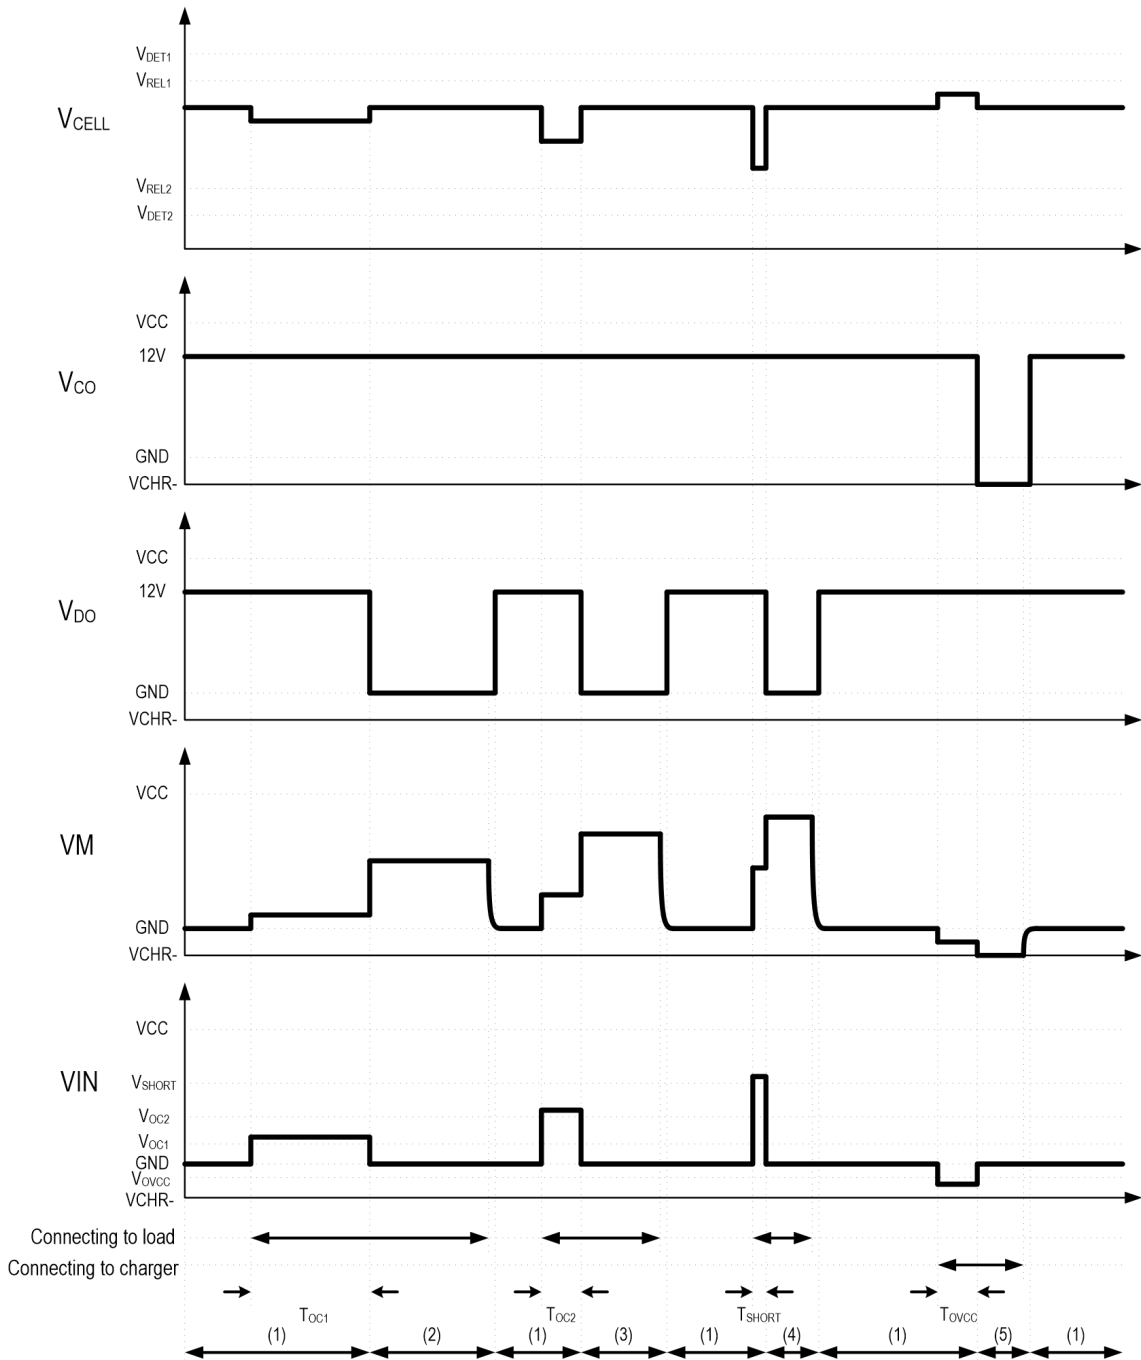 VDET1
VREL1
VCELL
VREL2
VDET2
VCC
12V
VCO
GND
VCHR-
VCC
12V
VDO
GND
VCHR-
VCC
VM
GND
VCHR-
VCC
VIN
VSHORT
VOC2
VOC1
GND
VOVCC
VCHR-
Connecting to load
Connecting to charger
TOC1 TOC2 TSHORT TOVCC
(1) (2) (1) (3) (1) (4) (1) (5) (1)